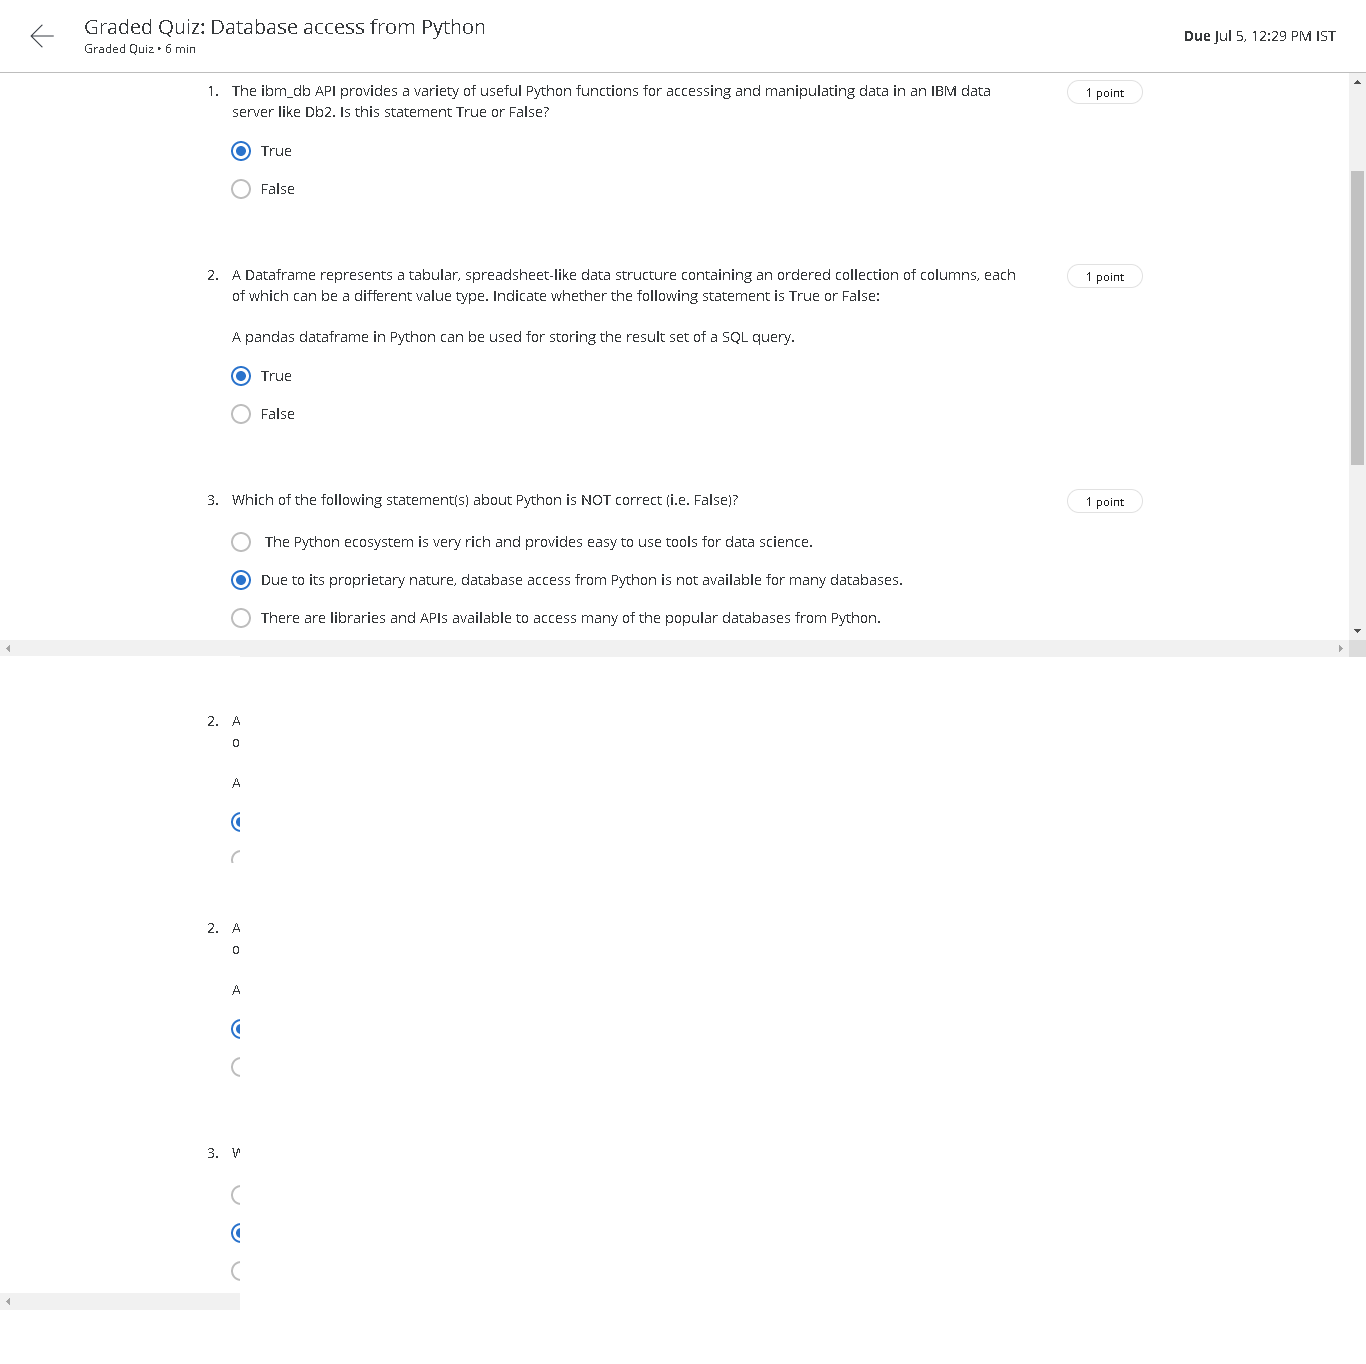 Graded Quiz: Database access from Python
Graded Quiz • 6 min
Due Jul 5, 12:29 PM IST
1. The ibm_db API provides a variety of useful Python functions for accessing and manipulating data in an IBM data
server like Db2. Is this statement True or False?
1 point
True
False
2. A Dataframe represents a tabular, spreadsheet-like data structure containing an ordered collection of columns, each
of which can be a different value type. Indicate whether the following statement is True or False:
1 point
A pandas dataframe in Python can be used for storing the result set of a SQL query.
True
False
3. Which of the following statement(s) about Python is NOT correct (i.e. False)?
1 point
The Python ecosystem is very rich and provides easy to use tools for data science.
Due to its proprietary nature, database access from Python is not available for many databases.
There are libraries and APIs available to access many of the popular databases from Python.
2. A
o
A
2. A
o
A
3. W